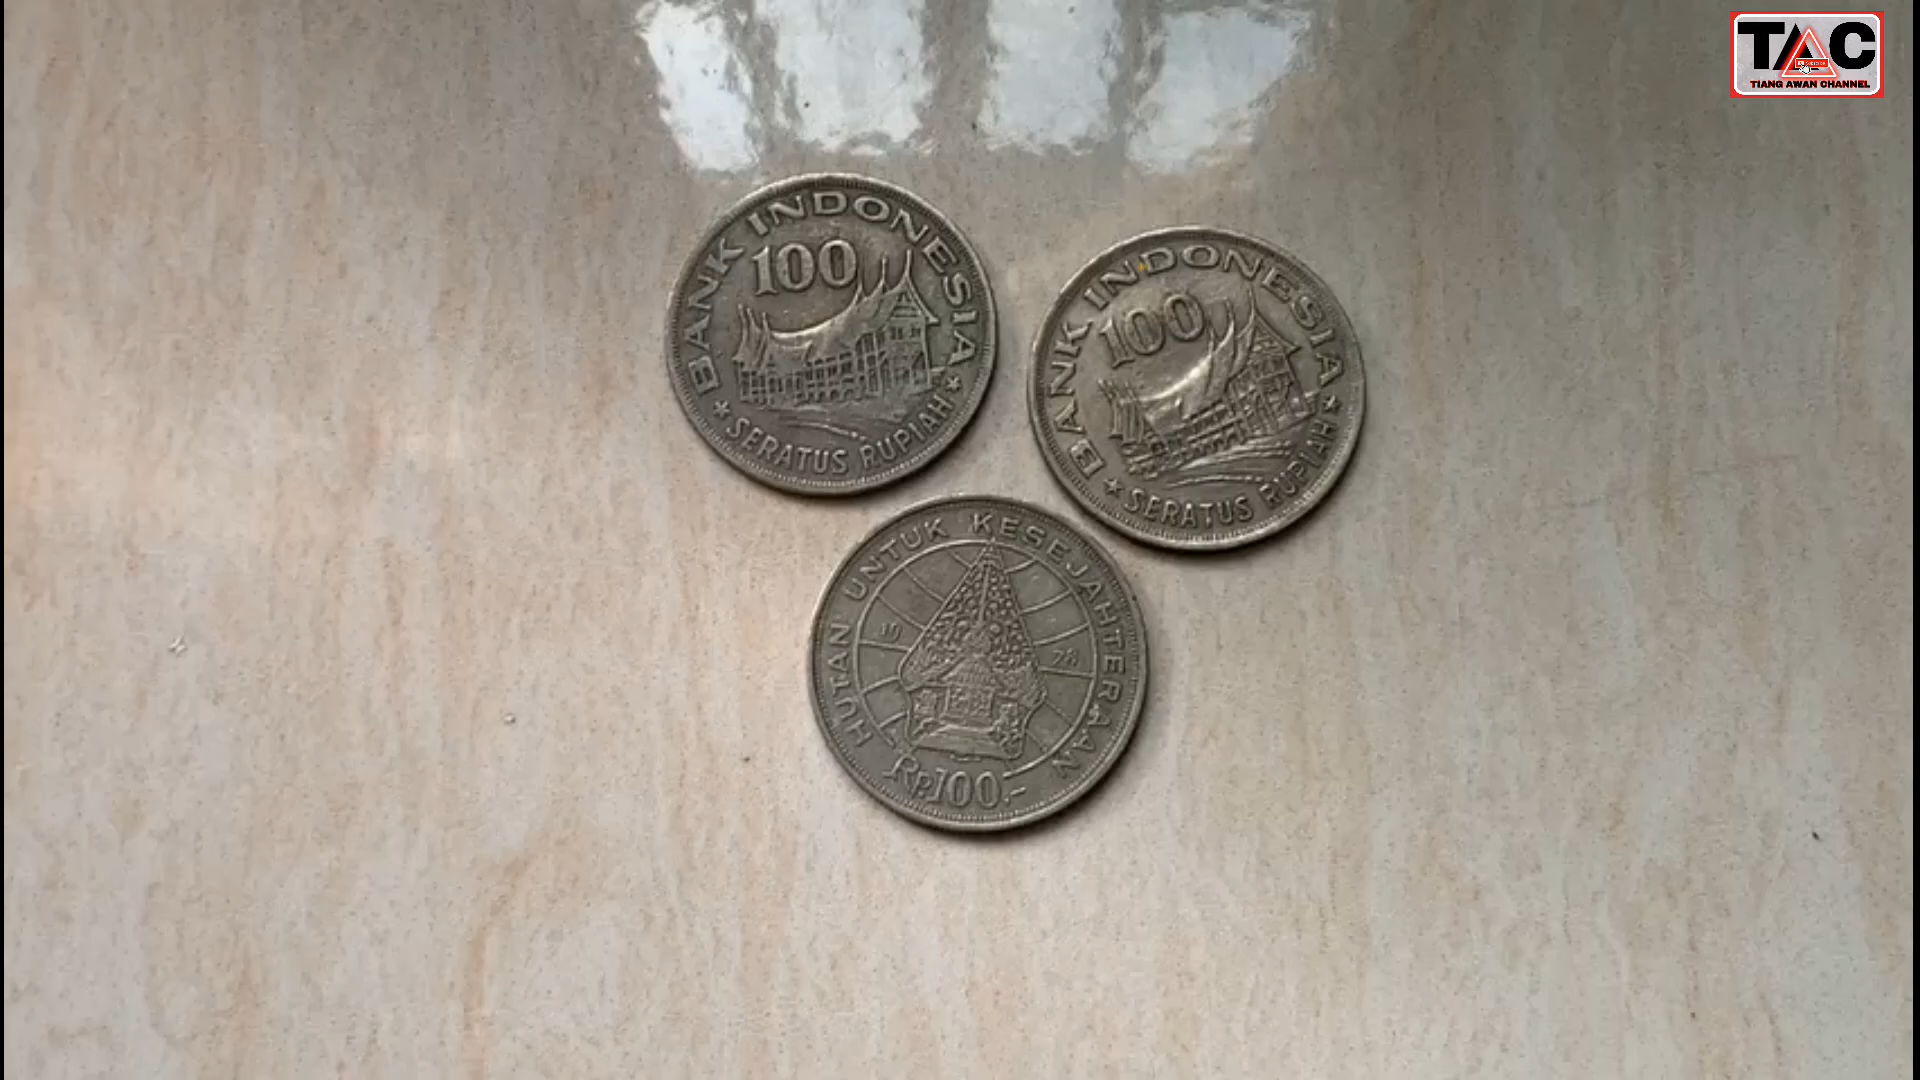 TAC
TIANG AWAN CHANNEL
BANK INDONESIA
100
SERATUS RUPIAH
BANK INDONESIA
100
SERATUS RUPIAH
HUTAN UNTUK KESEJAHTERAAN
19 78
Rp100.-